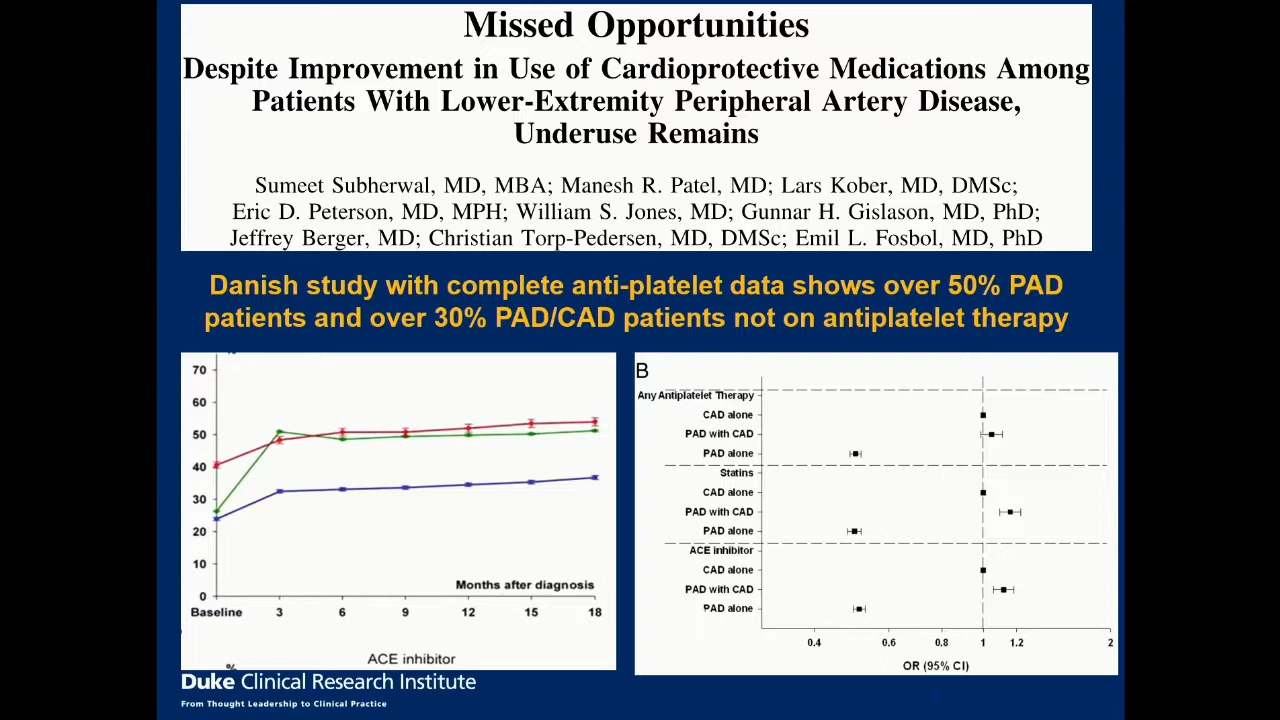 Missed Opportunities
Despite Improvement in Use of Cardioprotective Medications Among
Patients With Lower-Extremity Peripheral Artery Disease,
Underuse Remains
Sumeet Subherwal, MD, MBA; Manesh R. Patel, MD; Lars Kober, MD, DMSc;
Eric D. Peterson, MD, MPH; William S. Jones, MD; Gunnar H. Gislason, MD, PhD;
Jeffrey Berger, MD; Christian Torp-Pedersen, MD, DMSc; Emil L. Fosbol, MD, PhD
Danish study with complete anti-platelet data shows over 50% PAD
patients and over 30% PAD/CAD patients not on antiplatelet therapy
70
60
50
40
30
20
10
0
Months after diagnosis
Baseline 3 6 9 12 15 18
ACE inhibitor
%
B
Any Antiplatelet Therapy
CAD alone
PAD with CAD
PAD alone
Statins
CAD alone
PAD with CAD
PAD alone
ACE inhibitor
CAD alone
PAD with CAD
PAD alone
0.4 0.6 0.8 1 1.2 2
OR (95% CI)
Duke Clinical Research Institute
From Thought Leadership to Clinical Practice